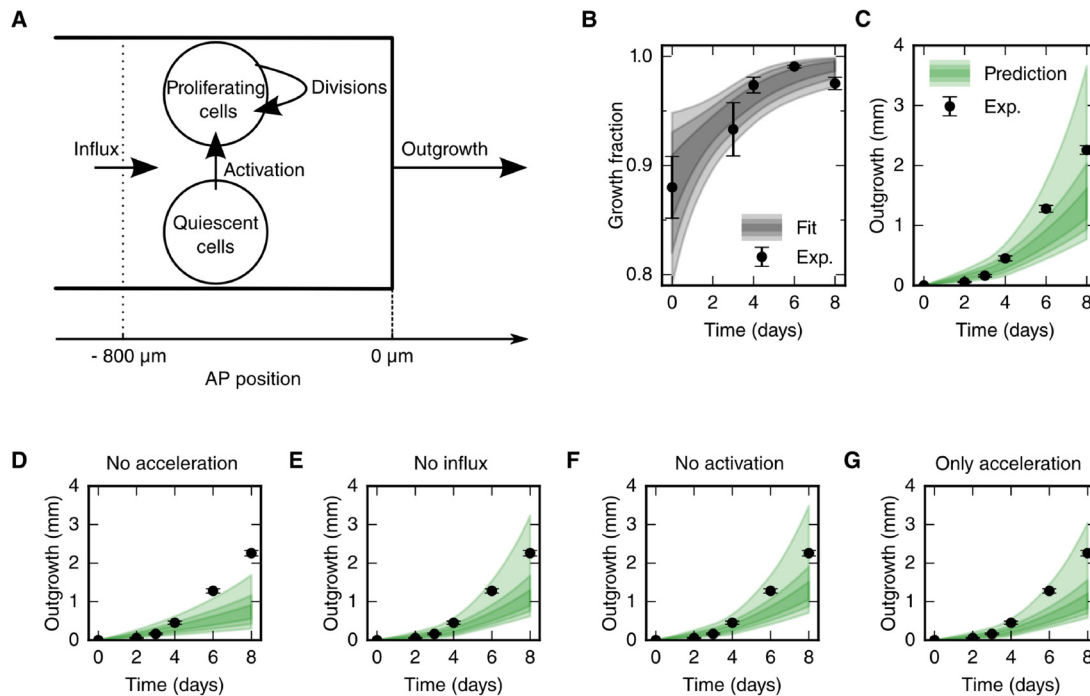 A
Proliferating
cells
Divisions
Influx
Activation
Outgrowth
Quiescent
cells
- 800 µm
0 µm
AP position
B
Growth fraction
1.0
0.9
0.8
Fit
Exp.
0 2 4 6 8
Time (days)
C
Outgrowth (mm)
4
3
2
1
0
Prediction
Exp.
0 2 4 6 8
Time (days)
D
No acceleration
Outgrowth (mm)
4
3
2
1
0
0 2 4 6 8
Time (days)
E
No influx
Outgrowth (mm)
4
3
2
1
0
0 2 4 6 8
Time (days)
F
No activation
Outgrowth (mm)
4
3
2
1
0
0 2 4 6 8
Time (days)
G
Only acceleration
Outgrowth (mm)
4
3
2
1
0
0 2 4 6 8
Time (days)